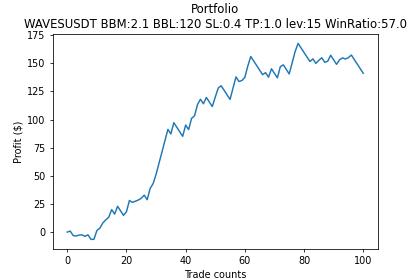 Portfolio
WAVESUSDT BBM:2.1 BBL:120 SL:0.4 TP:1.0 lev:15 WinRatio:57.0
175
150
125
100
75
50
25
0
Profit ($)
0 20 40 60 80 100
Trade counts